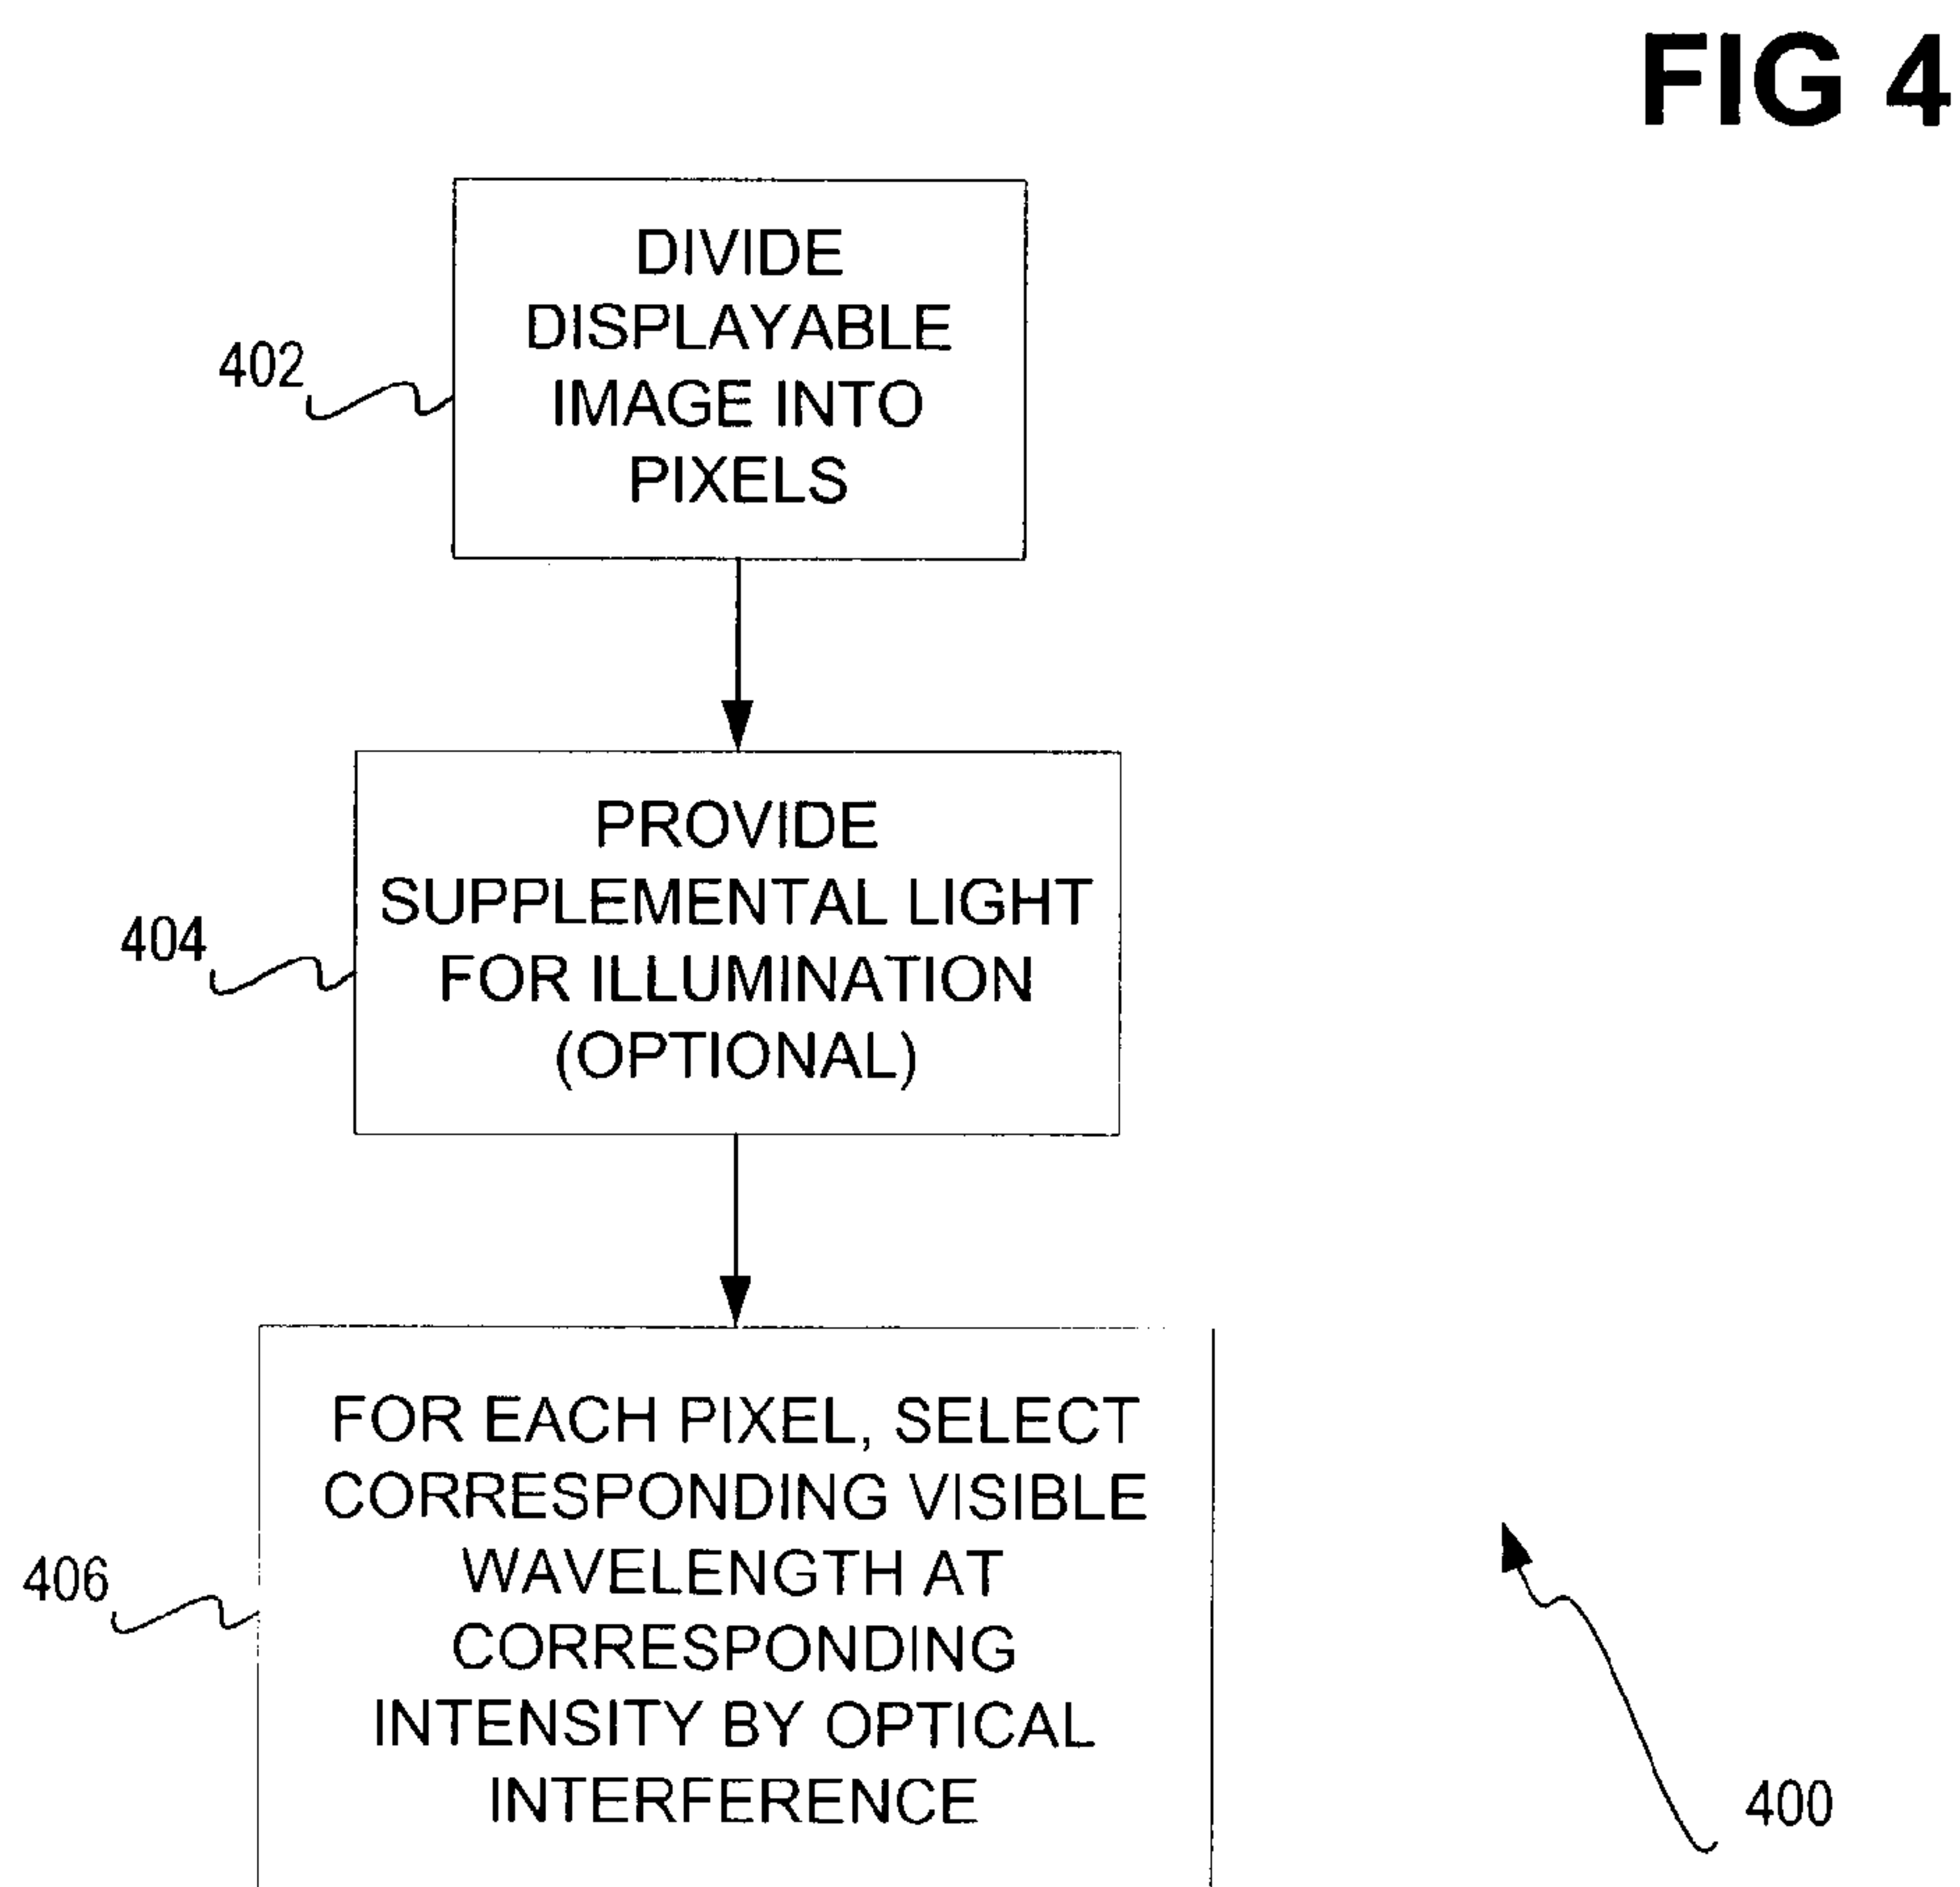 FIG 4
DIVIDE
DISPLAYABLE
IMAGE INTO
PIXELS
402
PROVIDE
SUPPLEMENTAL LIGHT
FOR ILLUMINATION
(OPTIONAL)
404
FOR EACH PIXEL, SELECT
CORRESPONDING VISIBLE
WAVELENGTH AT
CORRESPONDING
INTENSITY BY OPTICAL
INTERFERENCE
406
400